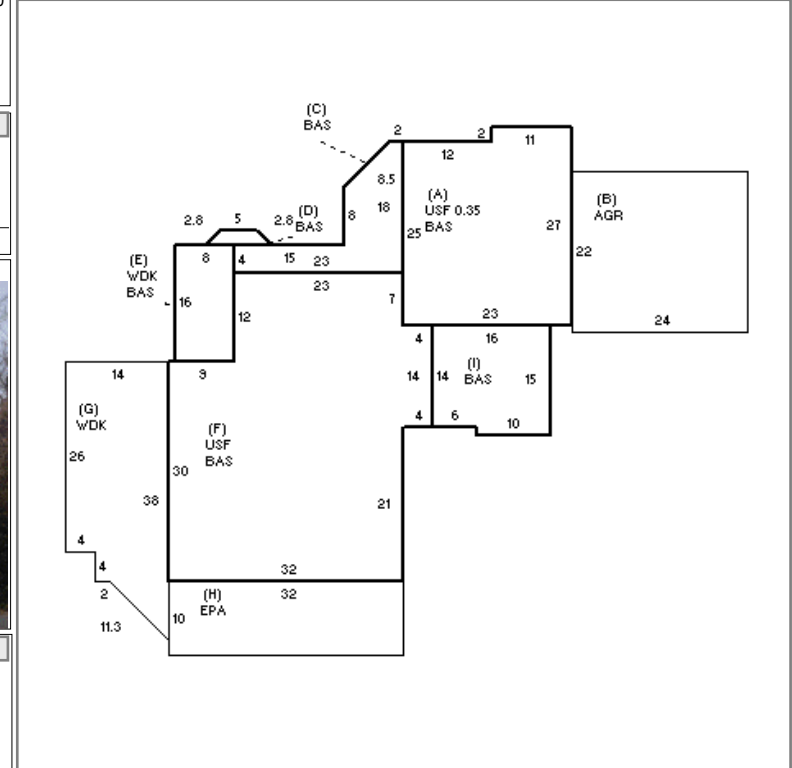 (C)
BAS
2
2
11
12
8.5
18
8
(A)
USF 0.35
BAS
25
27
(B)
AGR
22
24
2.8
5
2.8
(D)
BAS
(E)
WDK
BAS
8
4
15
23
16
23
12
7
23
4
16
14
14
(I)
BAS
15
4
6
10
14
9
(G)
WDK
(F)
USF
BAS
26
30
38
21
4
4
2
11.3
32
(H)
EPA
32
10